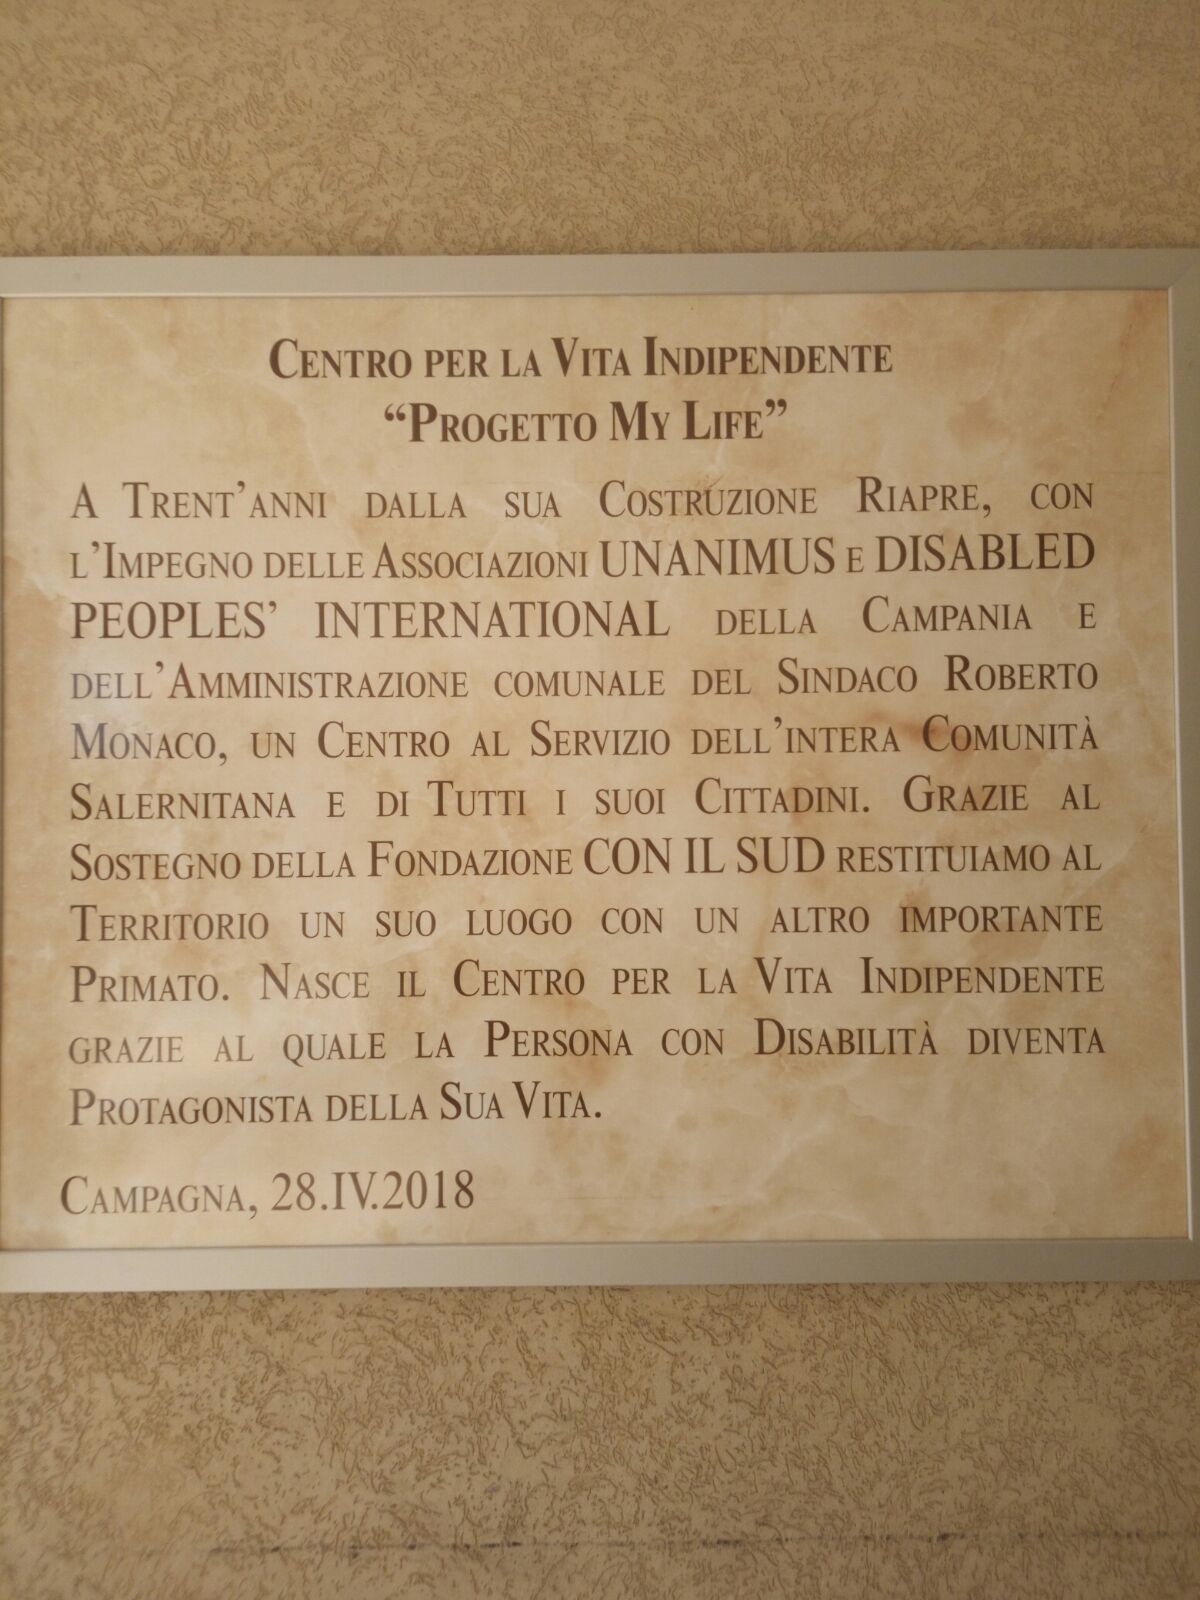 Centro per la Vita Indipendente
“Progetto My Life”
A Trent’anni dalla sua Costruzione Riapre, con
l’Impegno delle Associazioni UNANIMUS e DISABLED
PEOPLES’ INTERNATIONAL della Campania e
dell’Amministrazione comunale del Sindaco Roberto
Monaco, un Centro al Servizio dell’intera Comunità
Salernitana e di Tutti i suoi Cittadini. Grazie al
Sostegno della Fondazione CON IL SUD restituiamo al
Territorio un suo luogo con un altro importante
Primato. Nasce il Centro per la Vita Indipendente
grazie al quale la Persona con Disabilità diventa
Protagonista della Sua Vita.
Campagna, 28.IV.2018